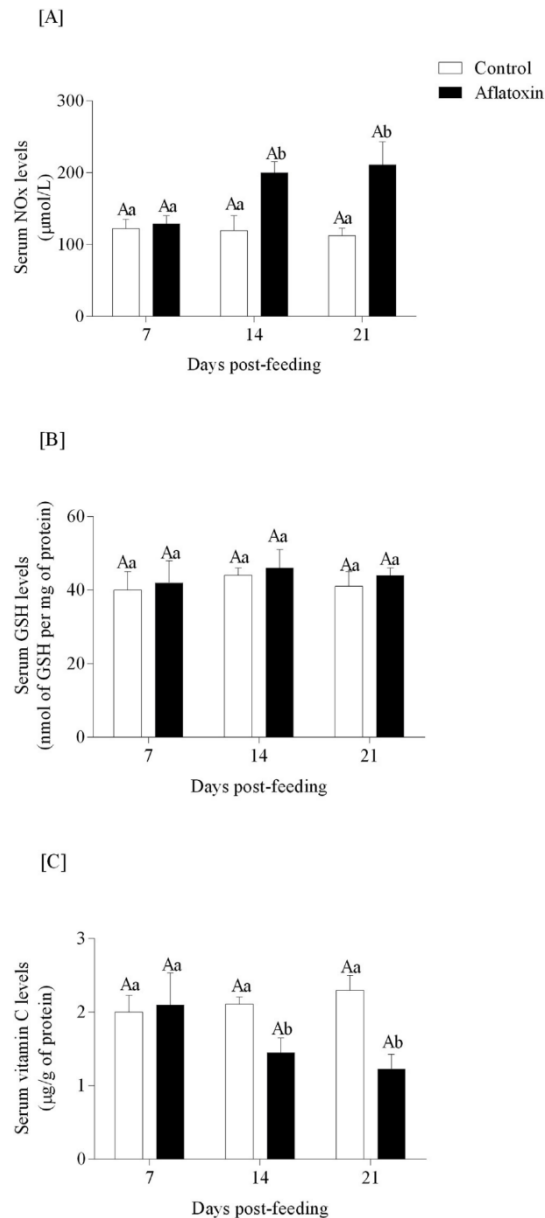 [A]
Control
Aflatoxin
Serum NOx levels
(μmol/L)
300
200
100
0
Aa
Aa
Aa
Ab
Aa
Ab
7
14
21
Days post-feeding
[B]
Serum GSH levels
(nmol of GSH per mg of protein)
60
40
20
0
Aa
Aa
Aa
Aa
Aa
Aa
7
14
21
Days post-feeding
[C]
Serum vitamin C levels
(μg/g of protein)
3
2
1
0
Aa
Aa
Aa
Ab
Aa
Ab
7
14
21
Days post-feeding